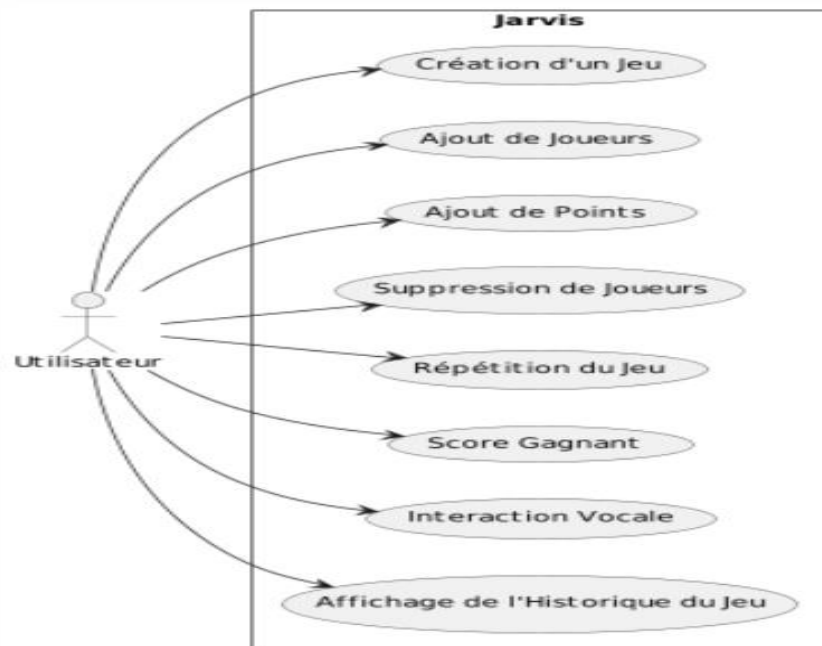 Jarvis
Création d'un Jeu
Ajout de Joueurs
Ajout de Points
Suppression de Joueurs
Utilisateur
Répétition du Jeu
Score Gagnant
Interaction Vocale
Affichage de l'Historique du Jeu